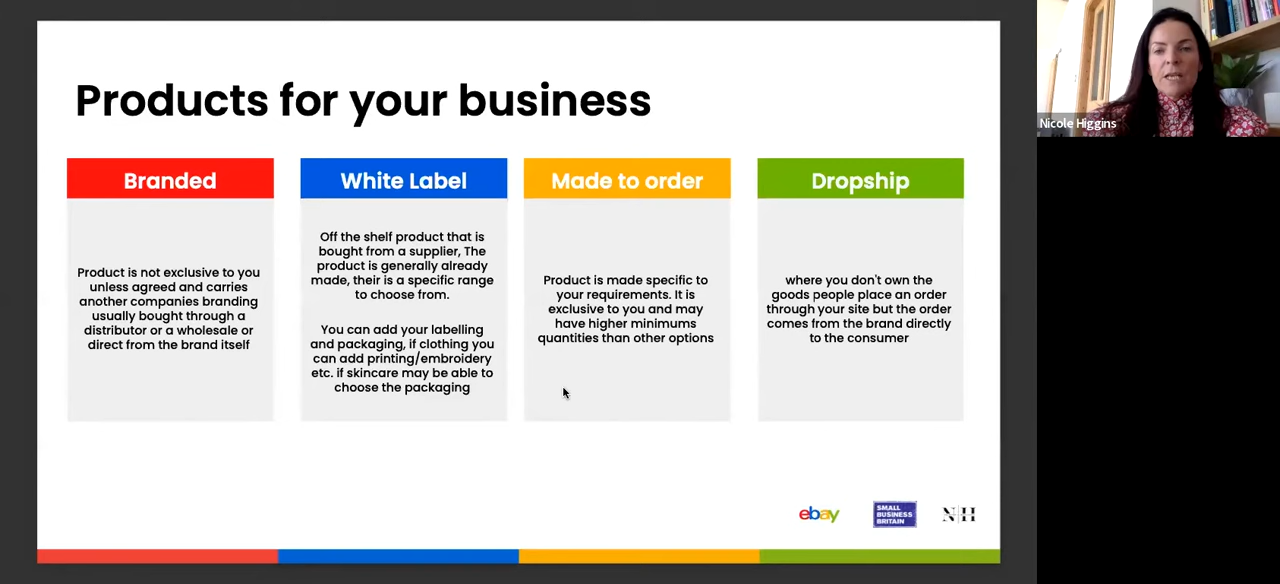 Products for your business
Branded
Product is not exclusive to you
unless agreed and carries
another companies branding
usually bought through a
distributor or a wholesale or
direct from the brand itself
White Label
Off the shelf product that is
bought from a supplier, The
product is generally already
made, their is a specific range
to choose from.
You can add your labelling
and packaging, if clothing you
can add printing/embroidery
etc. if skincare may be able to
choose the packaging
Made to order
Product is made specific to
your requirements. It is
exclusive to you and may
have higher minimums
quantities than other options
Dropship
where you don't own the
goods people place an order
through your site but the order
comes from the brand directly
to the consumer
ebay
SMALL
BUSINESS
BRITAIN
NH
Nicole Higgins